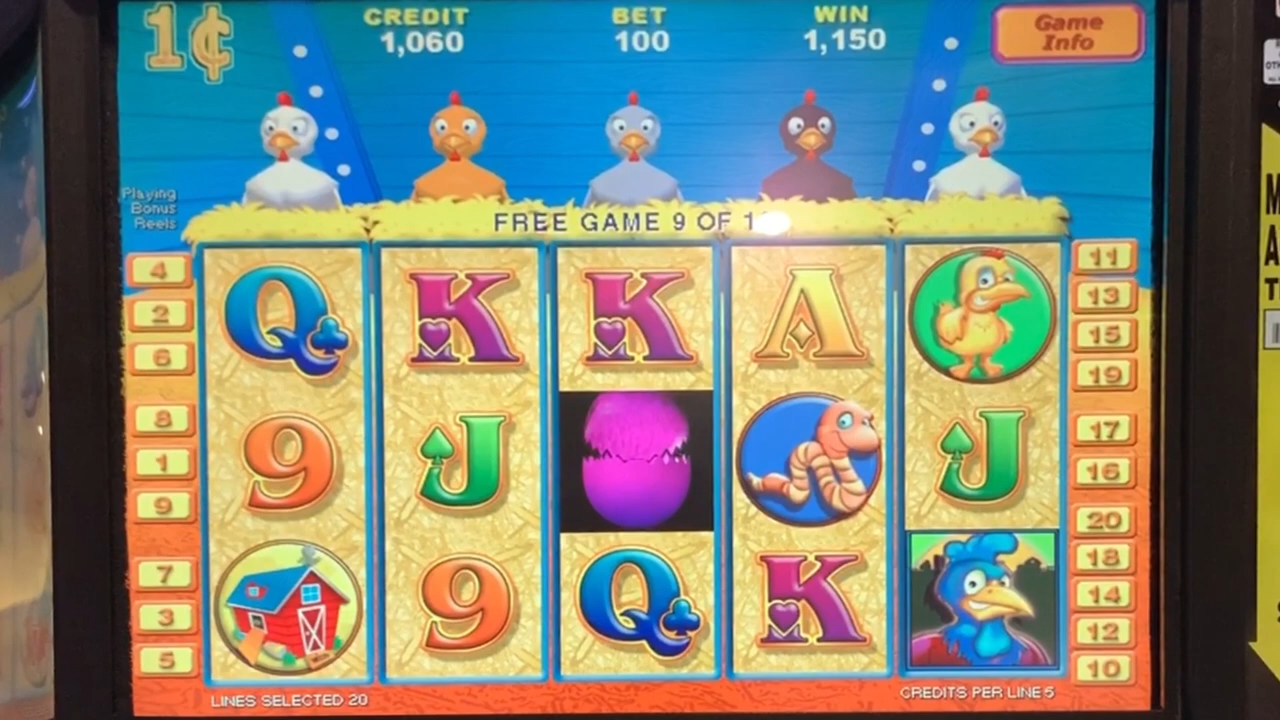 1¢
CREDIT BET WIN
1,060 100 1,150
Game
Info
Playing
Bonus
Reels
FREE GAME 9 OF
4 11
2 13
6 15
19
8 17
1 16
9 20
7 18
3 14
5 12
10
Q K K A
9 J J
9 Q K
LINES SELECTED 20 CREDITS PER LINE 5